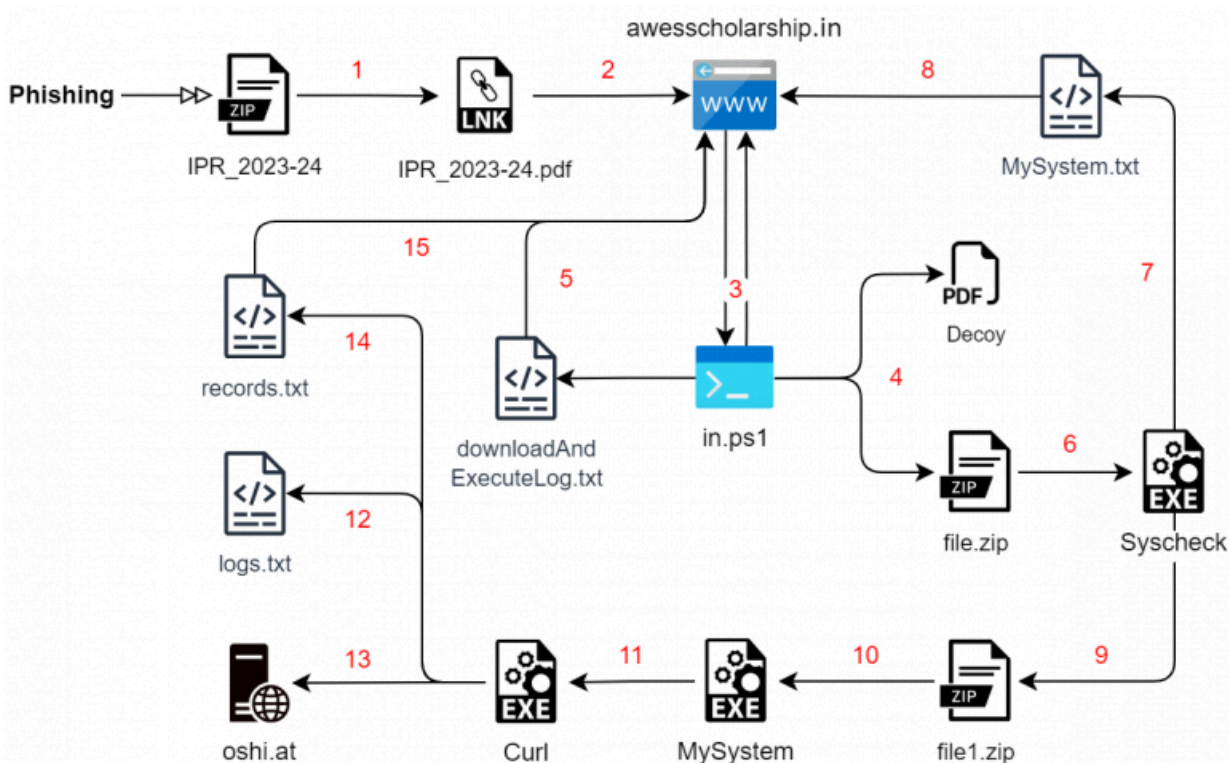 awesscholarship.in
Phishing
1
2
8
ZIP
LNK
WWW
</>
IPR_2023-24
IPR_2023-24.pdf
MySystem.txt
15
5
3
7
</>
PDF
14
Decoy
records.txt
</>
>_
4
in.ps1
downloadAnd
ExecuteLog.txt
</>
12
ZIP
6
EXE
logs.txt
file.zip
Syscheck
13
11
10
9
EXE
EXE
ZIP
oshi.at
Curl
MySystem
file1.zip